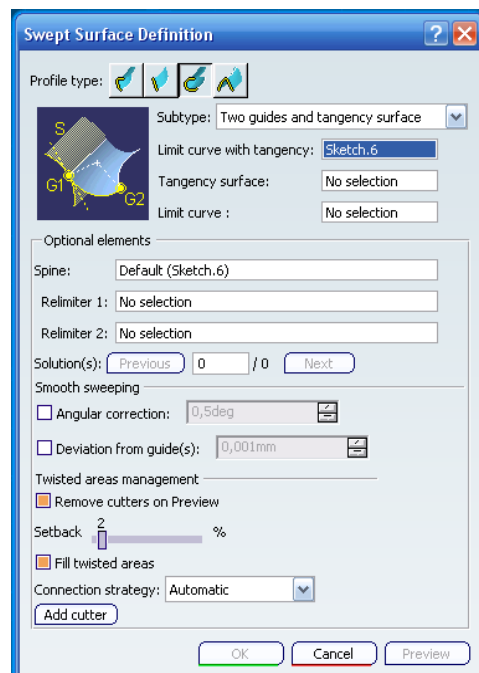 Swept Surface Definition
Profile type:
Subtype: Two guides and tangency surface
S
G1
G2
Limit curve with tangency: Sketch.6
Tangency surface: No selection
Limit curve : No selection
Optional elements
Spine: Default (Sketch.6)
Relimiter 1: No selection
Relimiter 2: No selection
Solution(s): Previous 0 / 0 Next
Smooth sweeping
Angular correction: 0,5deg
Deviation from guide(s): 0,001mm
Twisted areas management
Remove cutters on Preview
Setback 2 %
Fill twisted areas
Connection strategy: Automatic
Add cutter
OK Cancel Preview